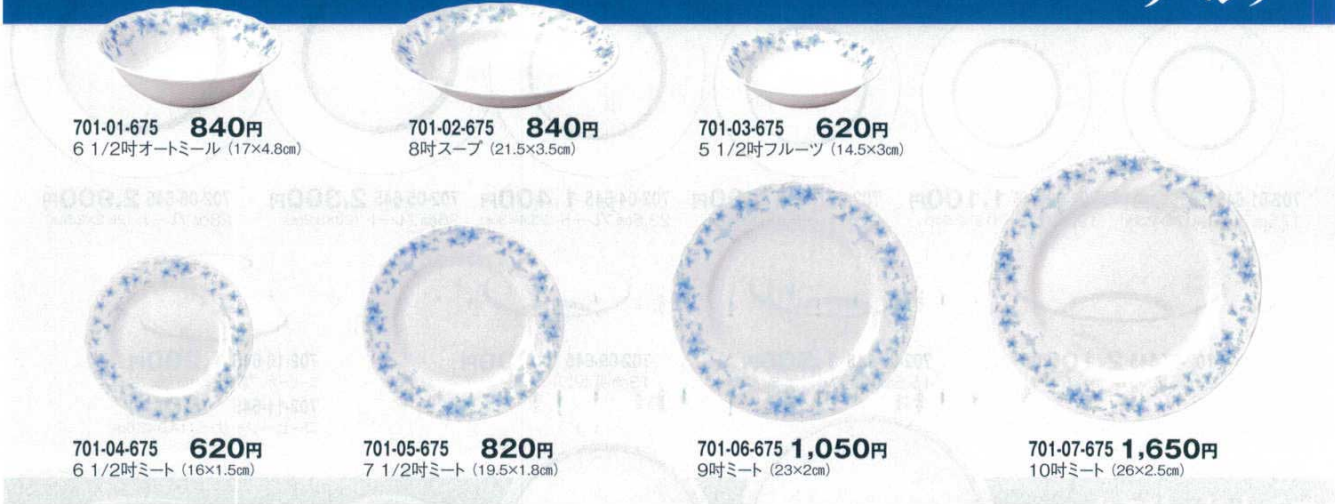 701-01-675 840円
6 1/2吋オートミール (17×4.8㎝)
701-02-675 840円
8吋スープ (21.5×3.5㎝)
701-03-675 620円
5 1/2吋フルーツ (14.5×3㎝)
701-04-675 620円
6 1/2吋ミート (16×1.5㎝)
701-05-675 820円
7 1/2吋ミート (19.5×1.8㎝)
701-06-675 1,050円
9吋ミート (23×2㎝)
701-07-675 1,650円
10吋ミート (26×2.5㎝)